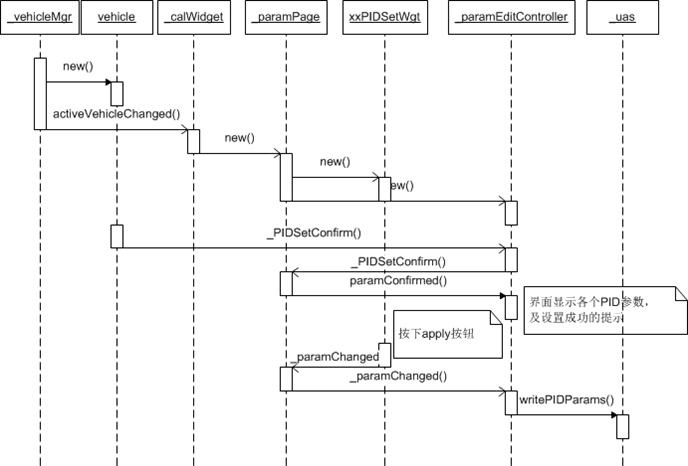 _vehicleMgr
vehicle
_calWidget
_paramPage
xxPIDSetWgt
_paramEditController
_uas
new()
activeVehicleChanged()
new()
new()
ew()
_PIDSetConfirm()
_PIDSetConfirm()
paramConfirmed()
界面显示各个PID参数，
及设置成功的提示
按下apply按钮
_paramChanged
_paramChanged()
writePIDParams()